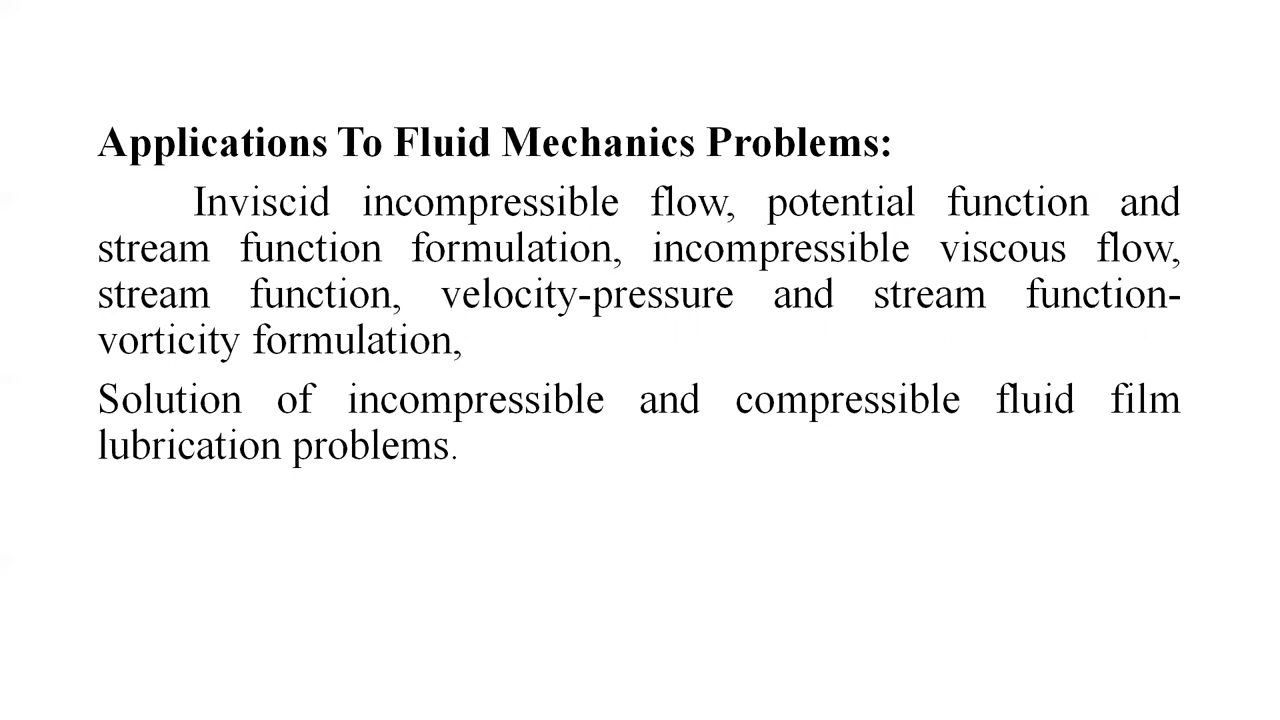 Applications To Fluid Mechanics Problems:
Inviscid incompressible flow, potential function and
stream function formulation, incompressible viscous flow,
stream function, velocity-pressure and stream function-
vorticity formulation,
Solution of incompressible and compressible fluid film
lubrication problems.